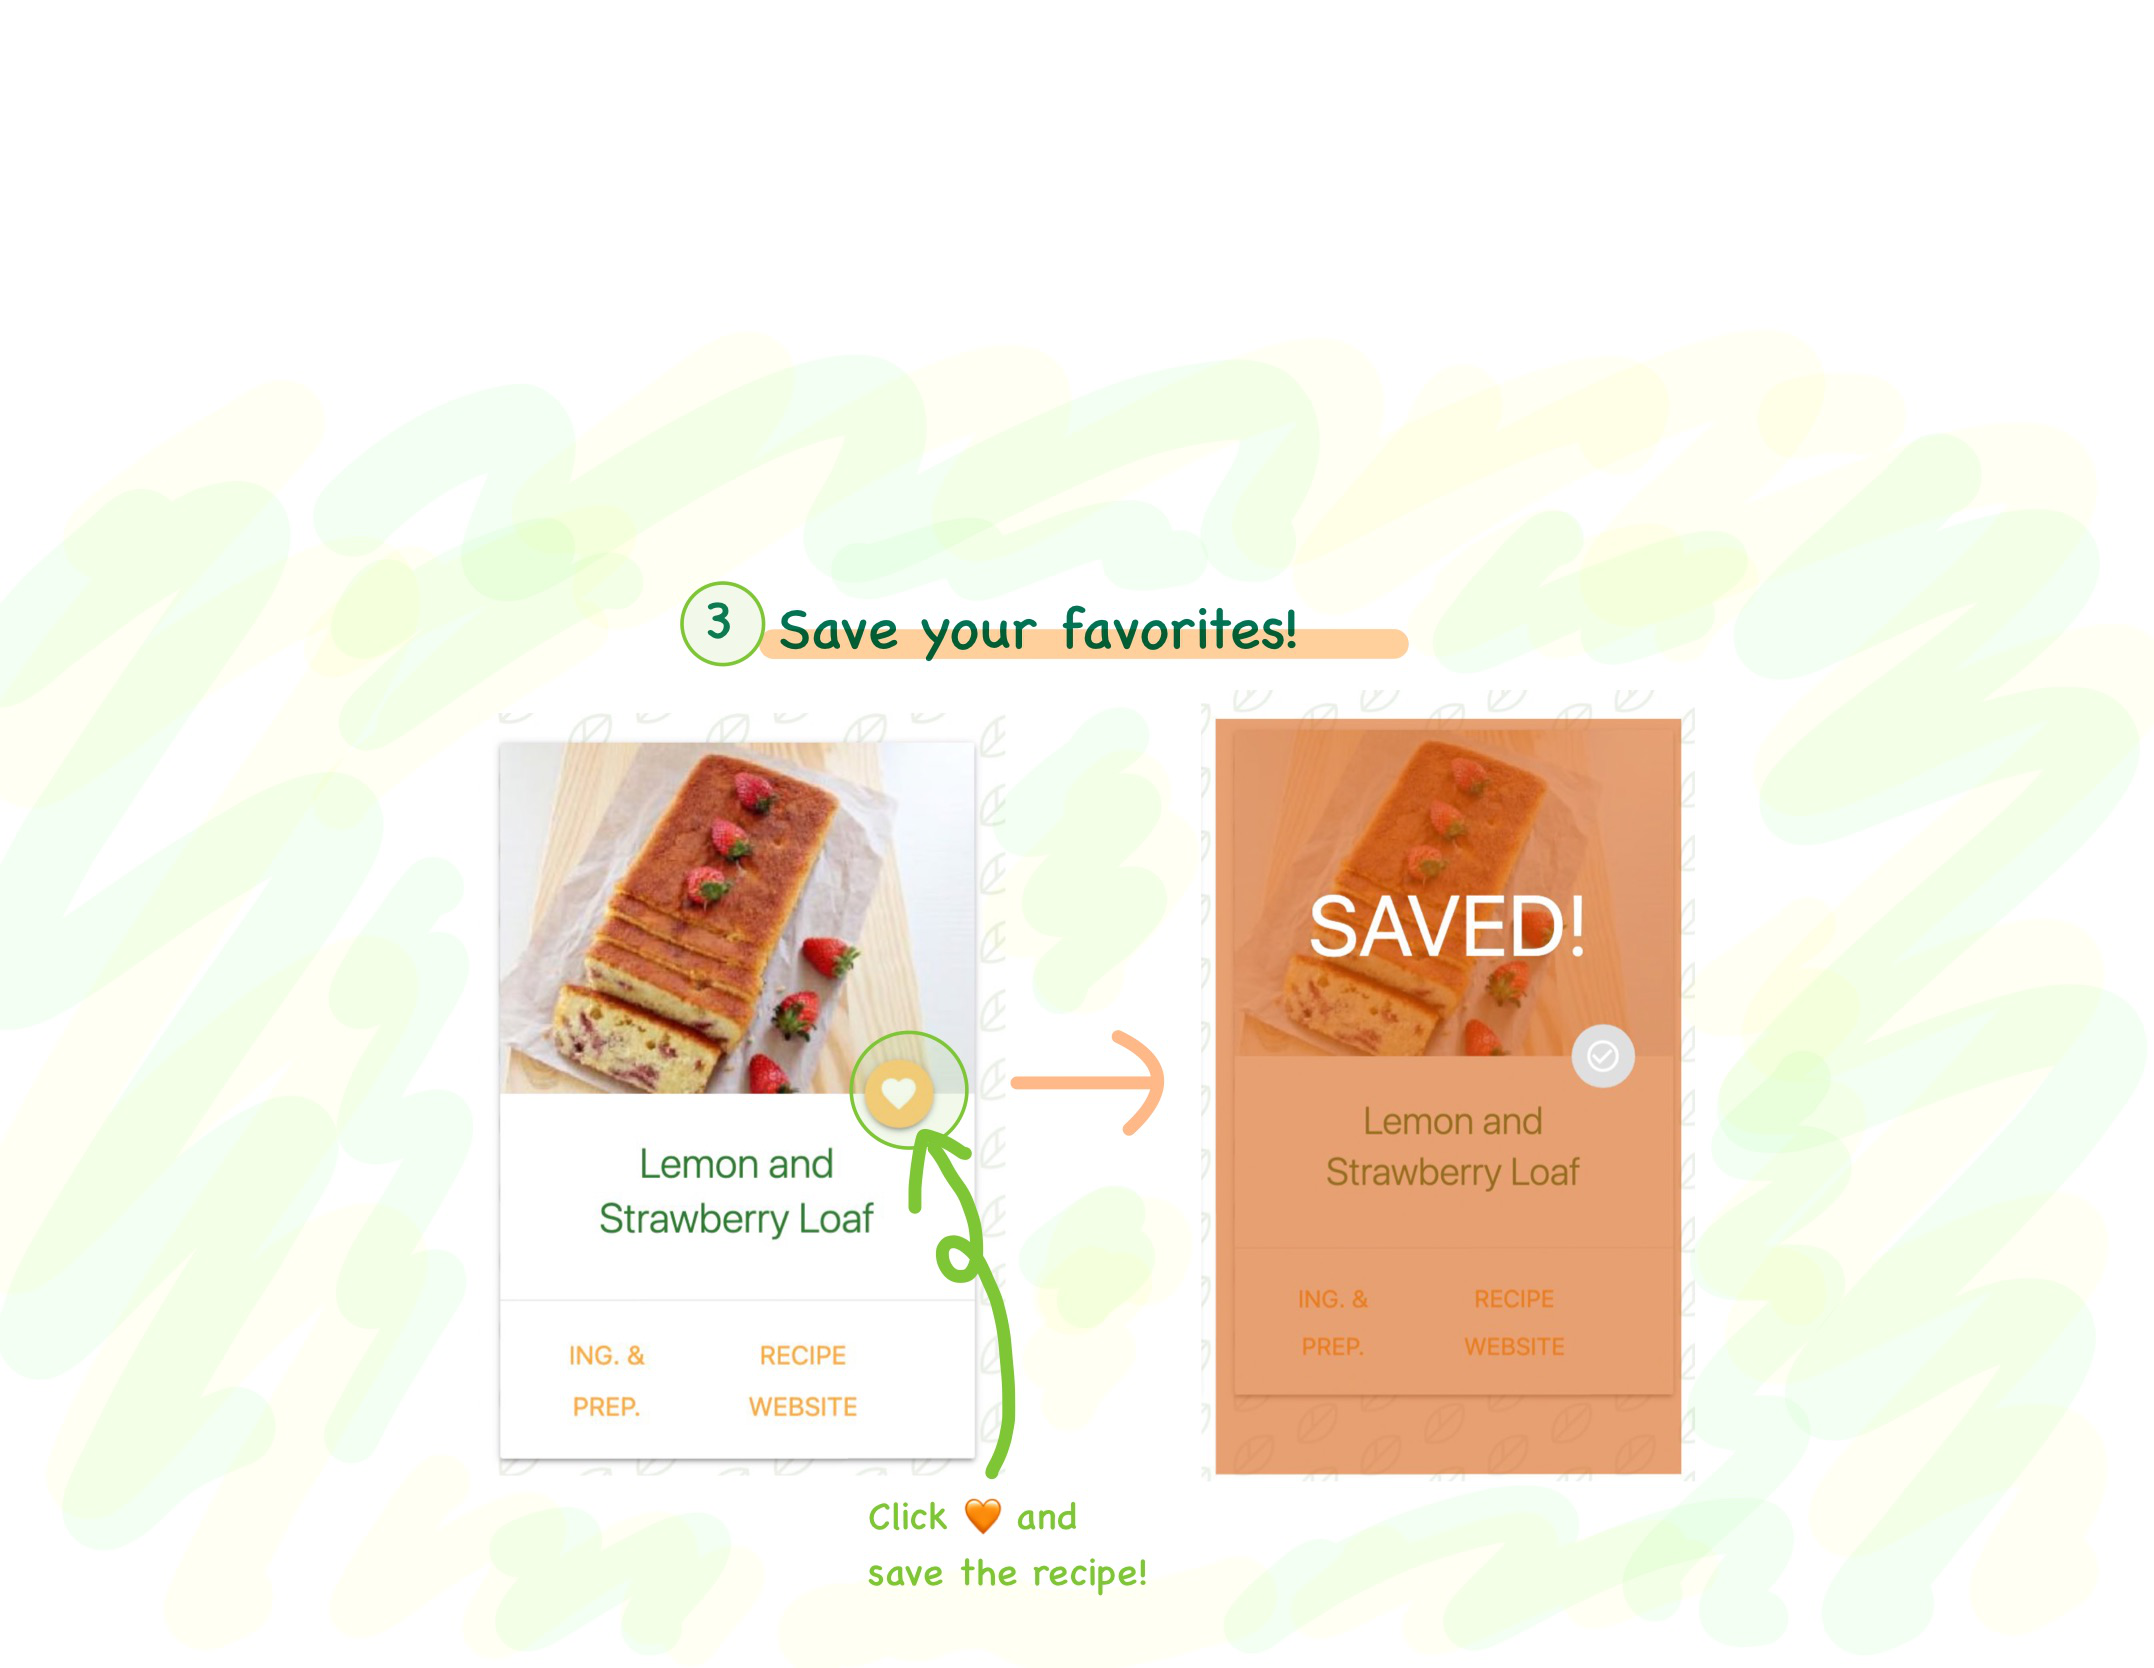 3 Save your favorites!
Lemon and
Strawberry Loaf
ING. &
PREP.
RECIPE
WEBSITE
Click 🧡 and
save the recipe!
SAVED!
Lemon and
Strawberry Loaf
ING. &
PREP.
RECIPE
WEBSITE